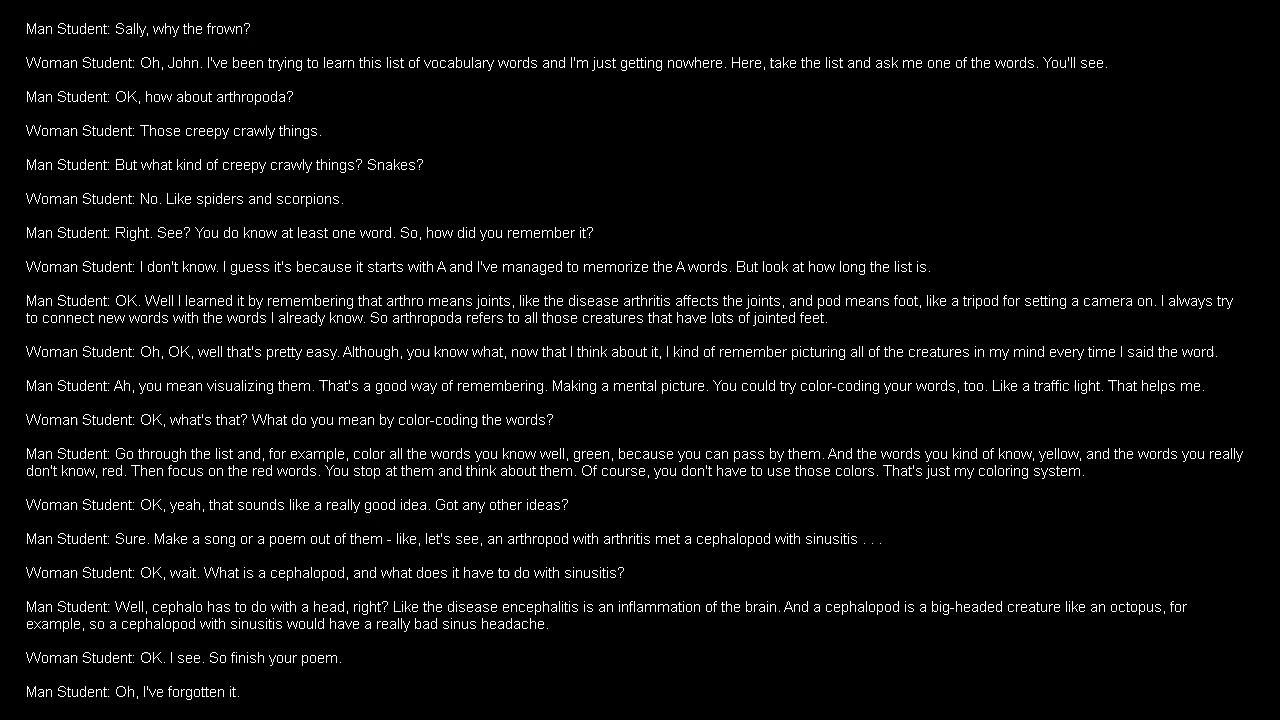 Man Student: Sally, why the frown?
Woman Student: Oh, John. I've been trying to learn this list of vocabulary words and I'm just getting nowhere. Here, take the list and ask me one of the words. You'll see.
Man Student: OK, how about arthropoda?
Woman Student: Those creepy crawly things.
Man Student: But what kind of creepy crawly things? Snakes?
Woman Student: No. Like spiders and scorpions.
Man Student: Right. See? You do know at least one word. So, how did you remember it?
Woman Student: I don't know. I guess it's because it starts with A and I've managed to memorize the A words. But look at how long the list is.
Man Student: OK. Well I learned it by remembering that arthro means joints, like the disease arthritis affects the joints, and pod means foot, like a tripod for setting a camera on. I always try
to connect new words with the words I already know. So arthropoda refers to all those creatures that have lots of jointed feet.
Woman Student: Oh, OK, well that's pretty easy. Although, you know what, now that I think about it, I kind of remember picturing all of the creatures in my mind every time I said the word.
Man Student: Ah, you mean visualizing them. That's a good way of remembering. Making a mental picture. You could try color-coding your words, too. Like a traffic light. That helps me.
Woman Student: OK, what's that? What do you mean by color-coding the words?
Man Student: Go through the list and, for example, color all the words you know well, green, because you can pass by them. And the words you kind of know, yellow, and the words you really
don't know, red. Then focus on the red words. You stop at them and think about them. Of course, you don't have to use those colors. That's just my coloring system.
Woman Student: OK, yeah, that sounds like a really good idea. Got any other ideas?
Man Student: Sure. Make a song or a poem out of them - like, let's see, an arthropod with arthritis met a cephalopod with sinusitis . . .
Woman Student: OK, wait. What is a cephalopod, and what does it have to do with sinusitis?
Man Student: Well, cephalo has to do with a head, right? Like the disease encephalitis is an inflammation of the brain. And a cephalopod is a big-headed creature like an octopus, for
example, so a cephalopod with sinusitis would have a really bad sinus headache.
Woman Student: OK. I see. So finish your poem.
Man Student: Oh, I've forgotten it.